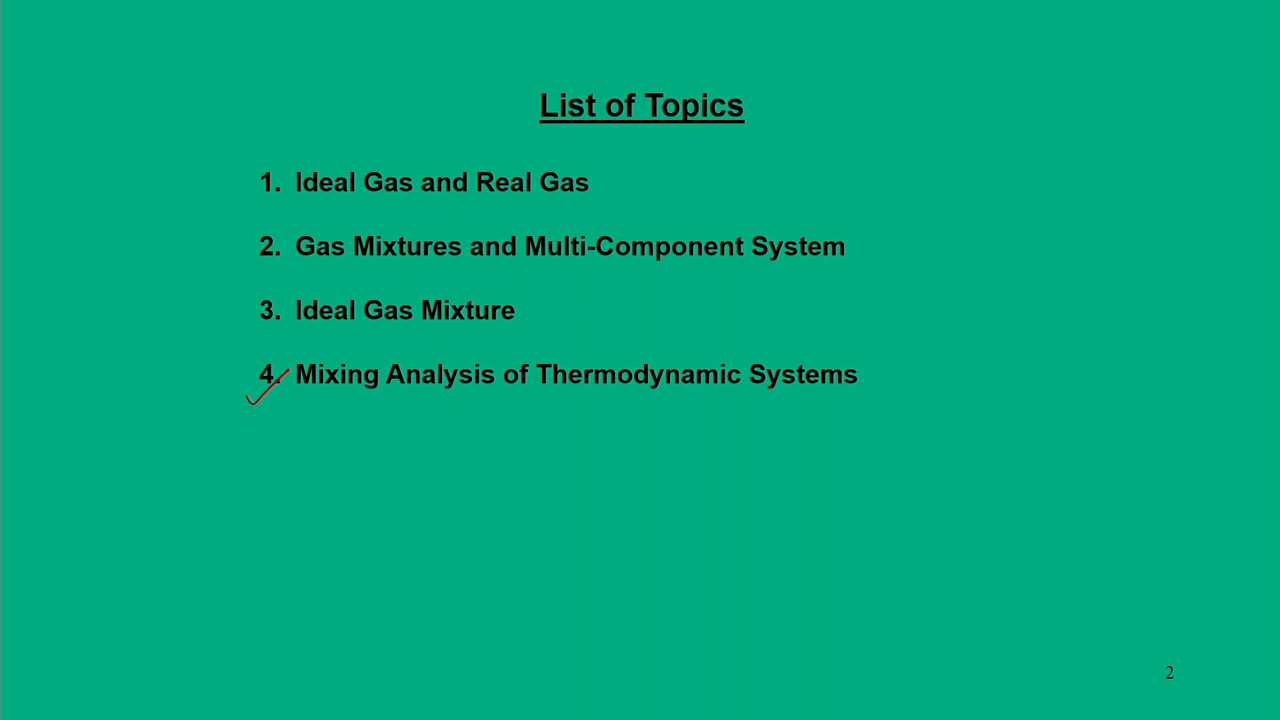 List of Topics
1. Ideal Gas and Real Gas
2. Gas Mixtures and Multi-Component System
3. Ideal Gas Mixture
4. Mixing Analysis of Thermodynamic Systems
2